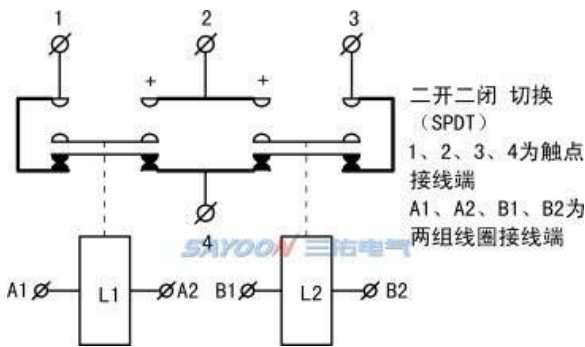 1 2 3
+ +
二开二闭 切换
(SPDT)
1、2、3、4为触点
接线端
A1、A2、B1、B2为
两组线圈接线端
4
SAYOON 三佑电气
A1 L1 A2 B1 L2 B2